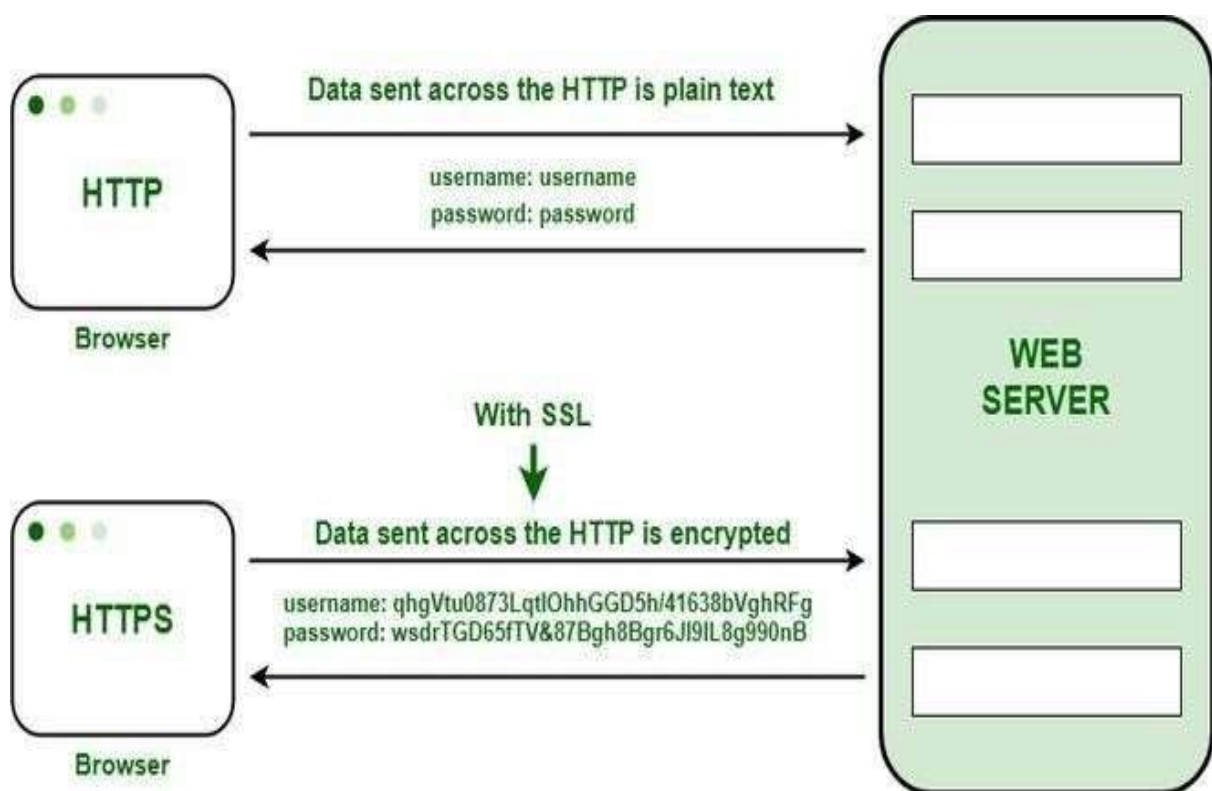 Data sent across the HTTP is plain text
HTTP
username: username
password: password
Browser
WEB
SERVER
With SSL
Data sent across the HTTP is encrypted
HTTPS
username: qhgVtu0873LqtlOhhGGD5h/41638bVghRFg
password: wsdrTGD65fTV&87Bgh8Bgr6Jl9lL8g990nB
Browser